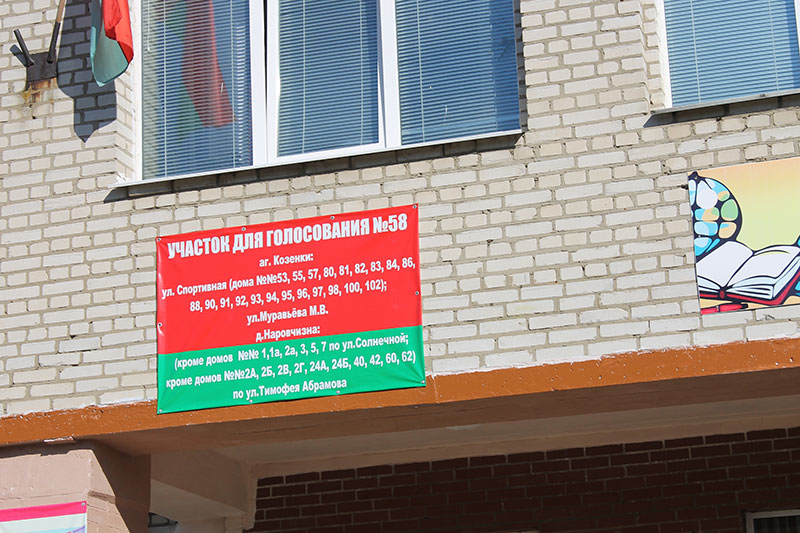 УЧАСТОК ДЛЯ ГОЛОСОВАНИЯ №58
аг. Козенки:
ул. Спортивная (дома №№53, 55, 57, 80, 81, 82, 83, 84, 86,
88, 90, 91, 92, 93, 94, 95, 96, 97, 98, 100, 102);
ул.Муравьёва М.В.
д.Наровчизна:
(кроме домов №№ 1,1а, 2а, 3, 5, 7 по ул.Солнечной;
кроме домов №№2А, 2Б, 2В, 2Г, 24А, 24Б, 40, 42, 60, 62)
по ул.Тимофея Абрамова